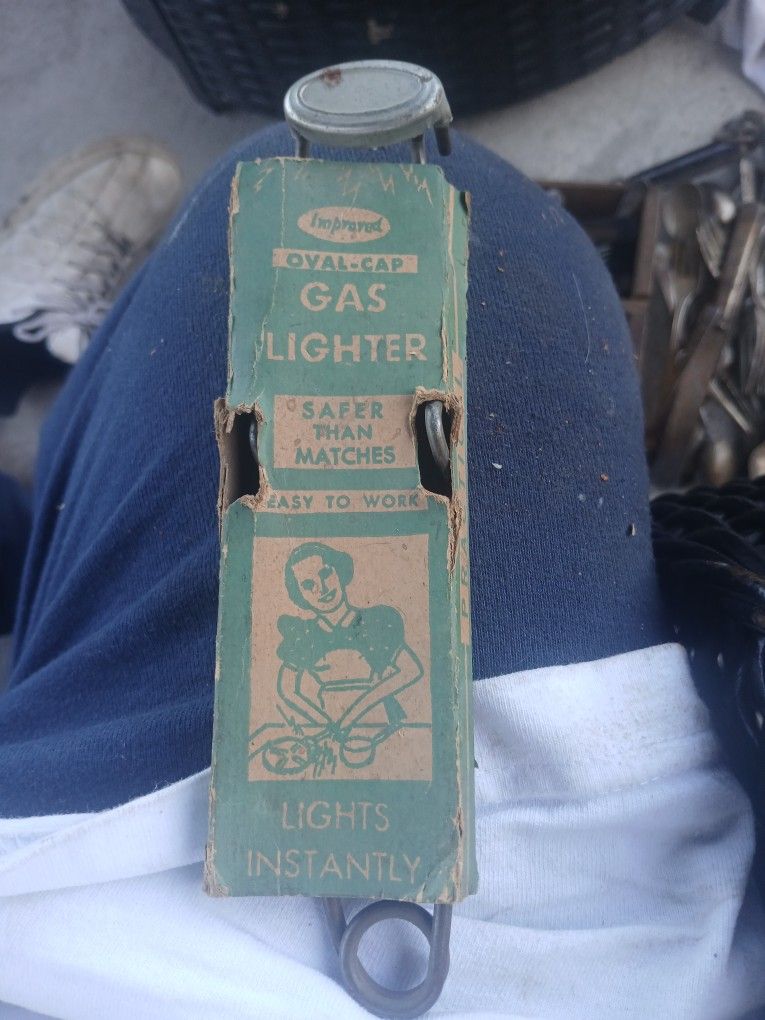 Improved
OVAL-CAP
GAS
LIGHTER
SAFER
THAN
MATCHES
EASY TO WORK
LIGHTS
INSTANTLY